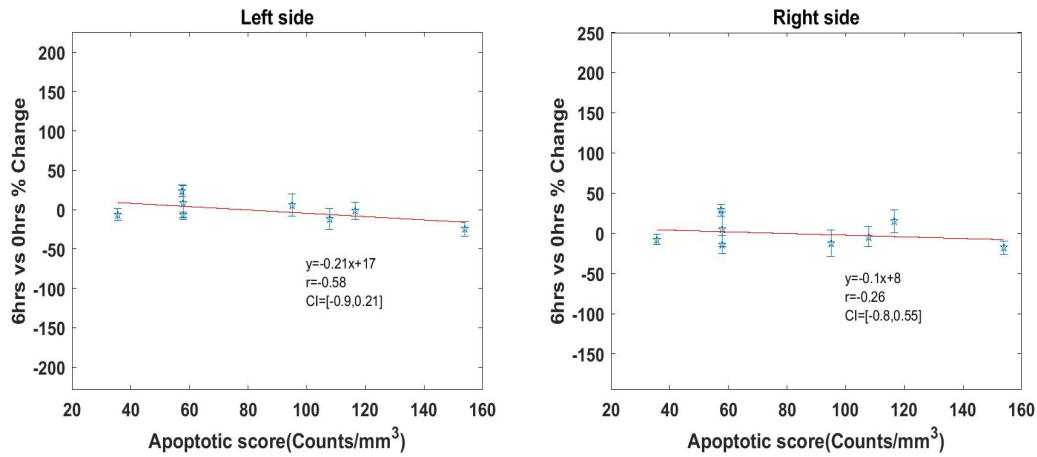 Left side
6hrs vs 0hrs % Change
200
150
100
50
0
-50
-100
-150
-200
y=-0.21x+17
r=-0.58
CI=[-0.9,0.21]
20 40 60 80 100 120 140 160
Apoptotic score(Counts/mm³)
Right side
6hrs vs 0hrs % Change
250
200
150
100
50
0
-50
-100
-150
y=-0.1x+8
r=-0.26
CI=[-0.8,0.55]
20 40 60 80 100 120 140 160
Apoptotic score(Counts/mm³)